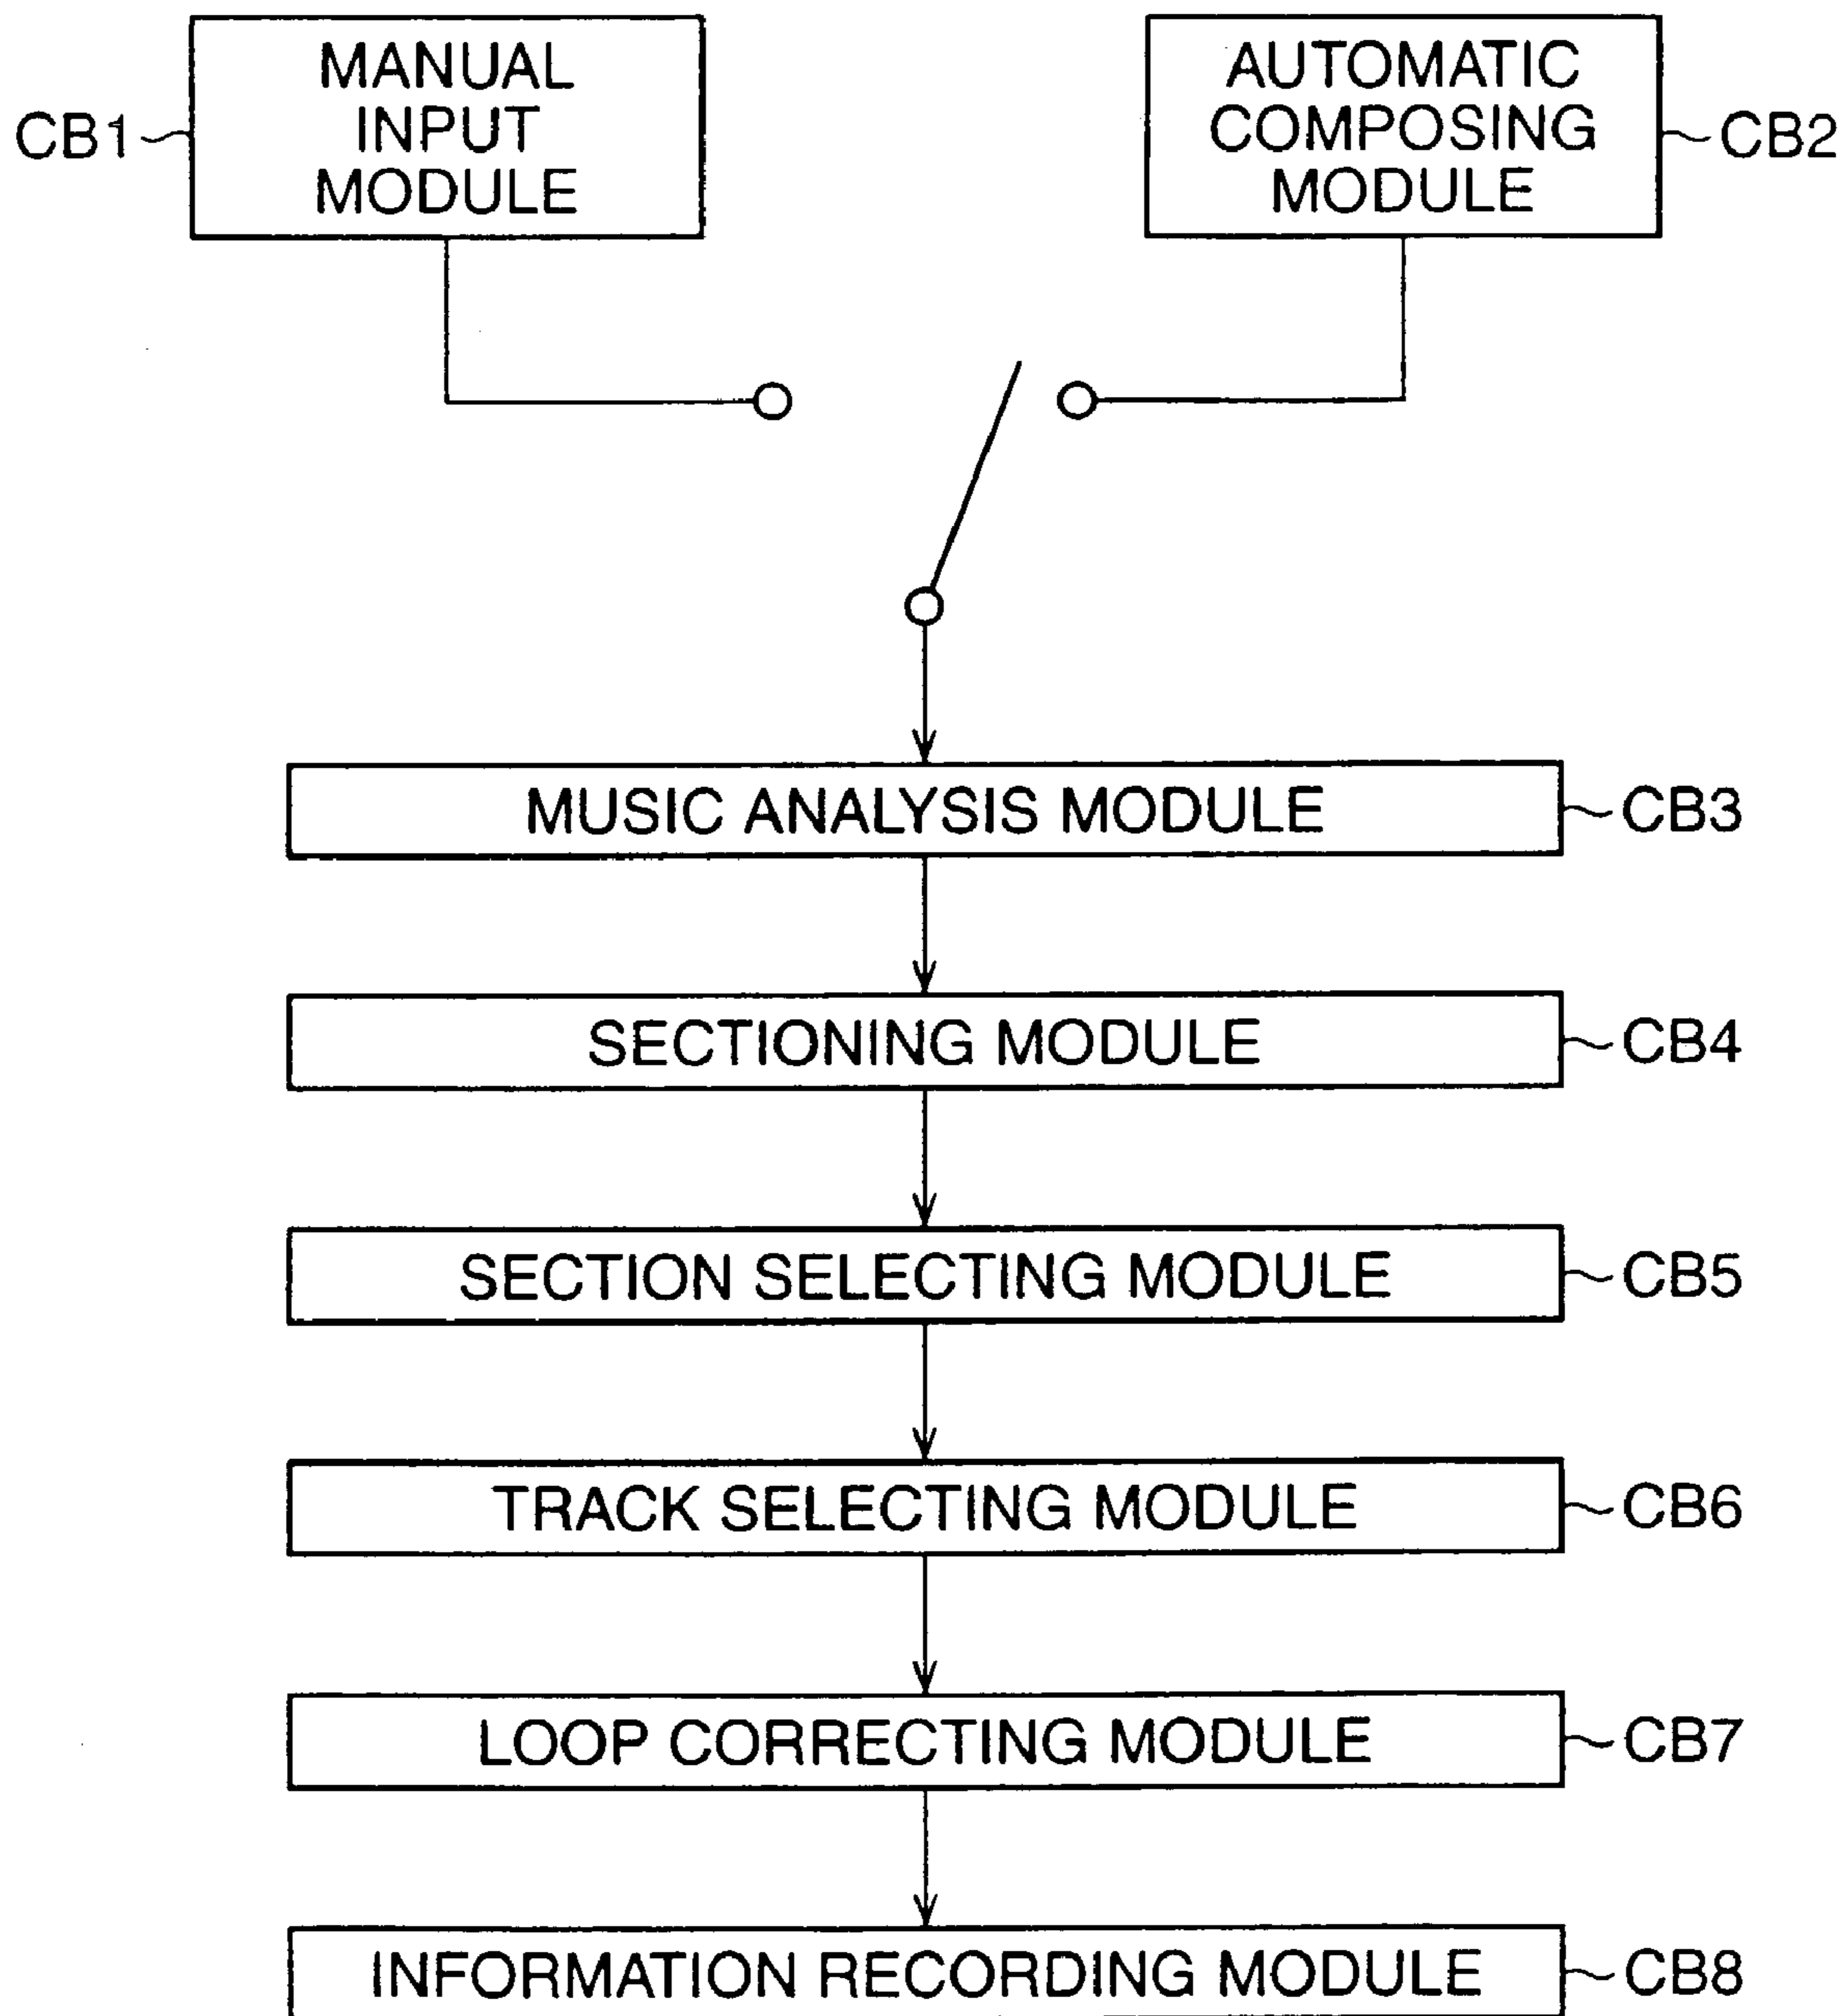 CB1
MANUAL
INPUT
MODULE
AUTOMATIC
COMPOSING
MODULE
CB2
MUSIC ANALYSIS MODULE
CB3
SECTIONING MODULE
CB4
SECTION SELECTING MODULE
CB5
TRACK SELECTING MODULE
CB6
LOOP CORRECTING MODULE
CB7
INFORMATION RECORDING MODULE
CB8